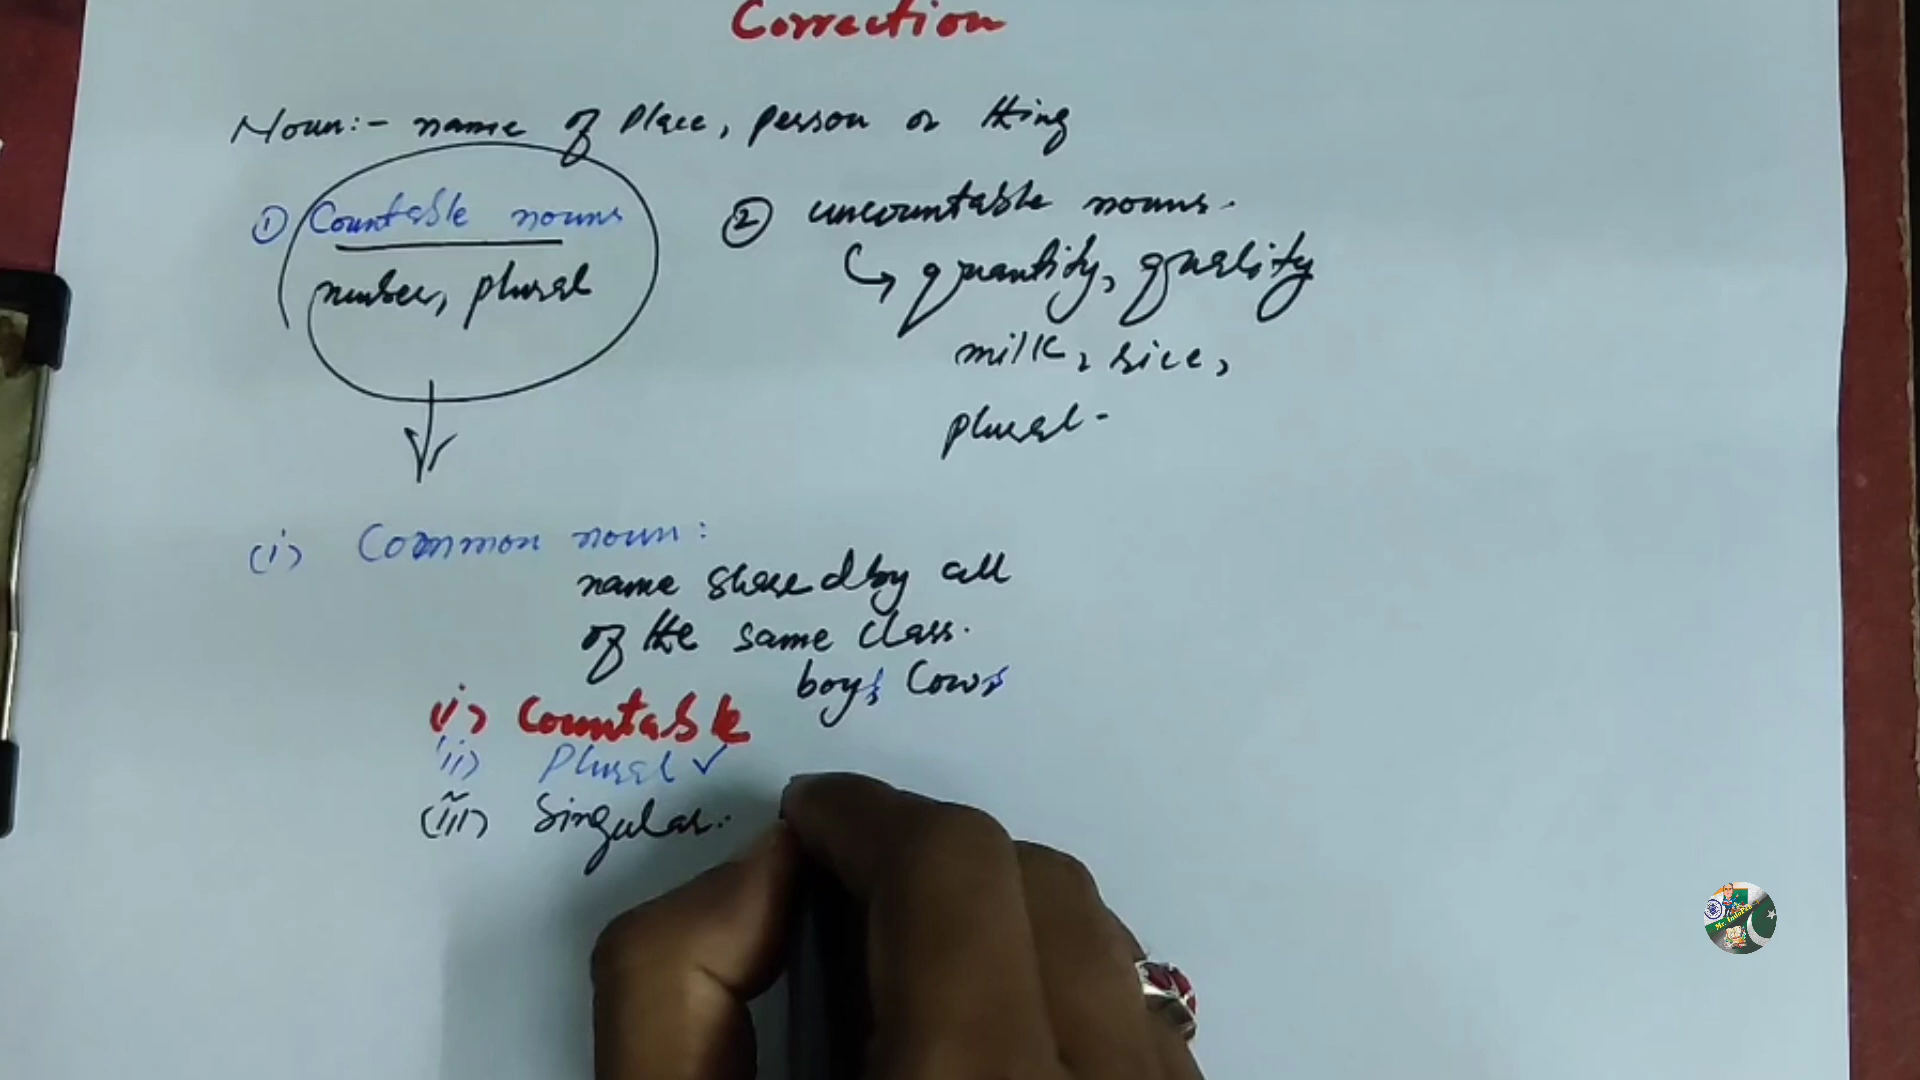 Correction
Noun:- name of place, person or thing
① Countable nouns
number, plural
② uncountable nouns.
↳ quantity, quality
milk, rice,
plural-
(i) Common noun:
name shared by all
of the same class.
boys, Cows
(i) Countable
(ii) Plural ✓
(iii) Singular.